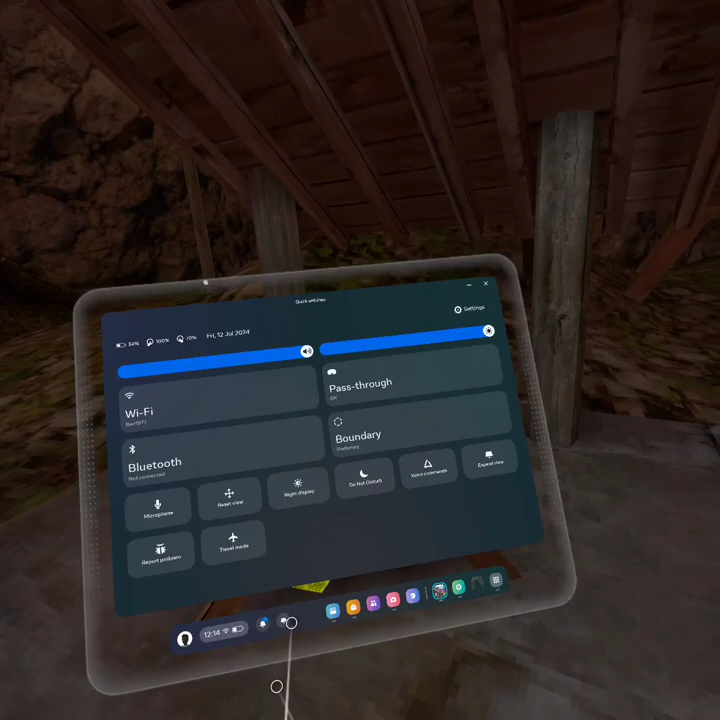 Quick settings
Settings
34% 100% 70% Fri, 12 Jul 2024
Wi-Fi
Pass-through
Off
Bluetooth
Not connected
Boundary
Stationary
Microphone
Reset view
Night display
Do Not Disturb
Voice commands
Expand view
Report problem
Travel mode
12:14